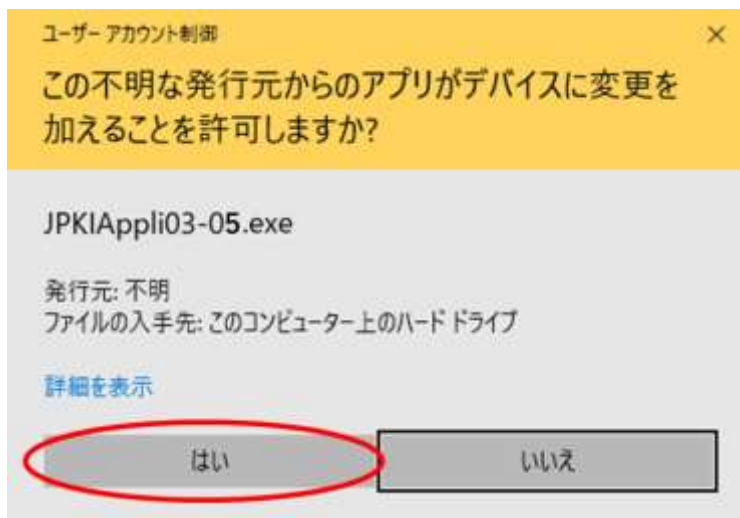 ユーザー アカウント制御
この不明な発行元からのアプリがデバイスに変更を
加えることを許可しますか?
JPKIAppli03-05.exe
発行元: 不明
ファイルの入手先: このコンピューター上のハード ドライブ
詳細を表示
はい
いいえ